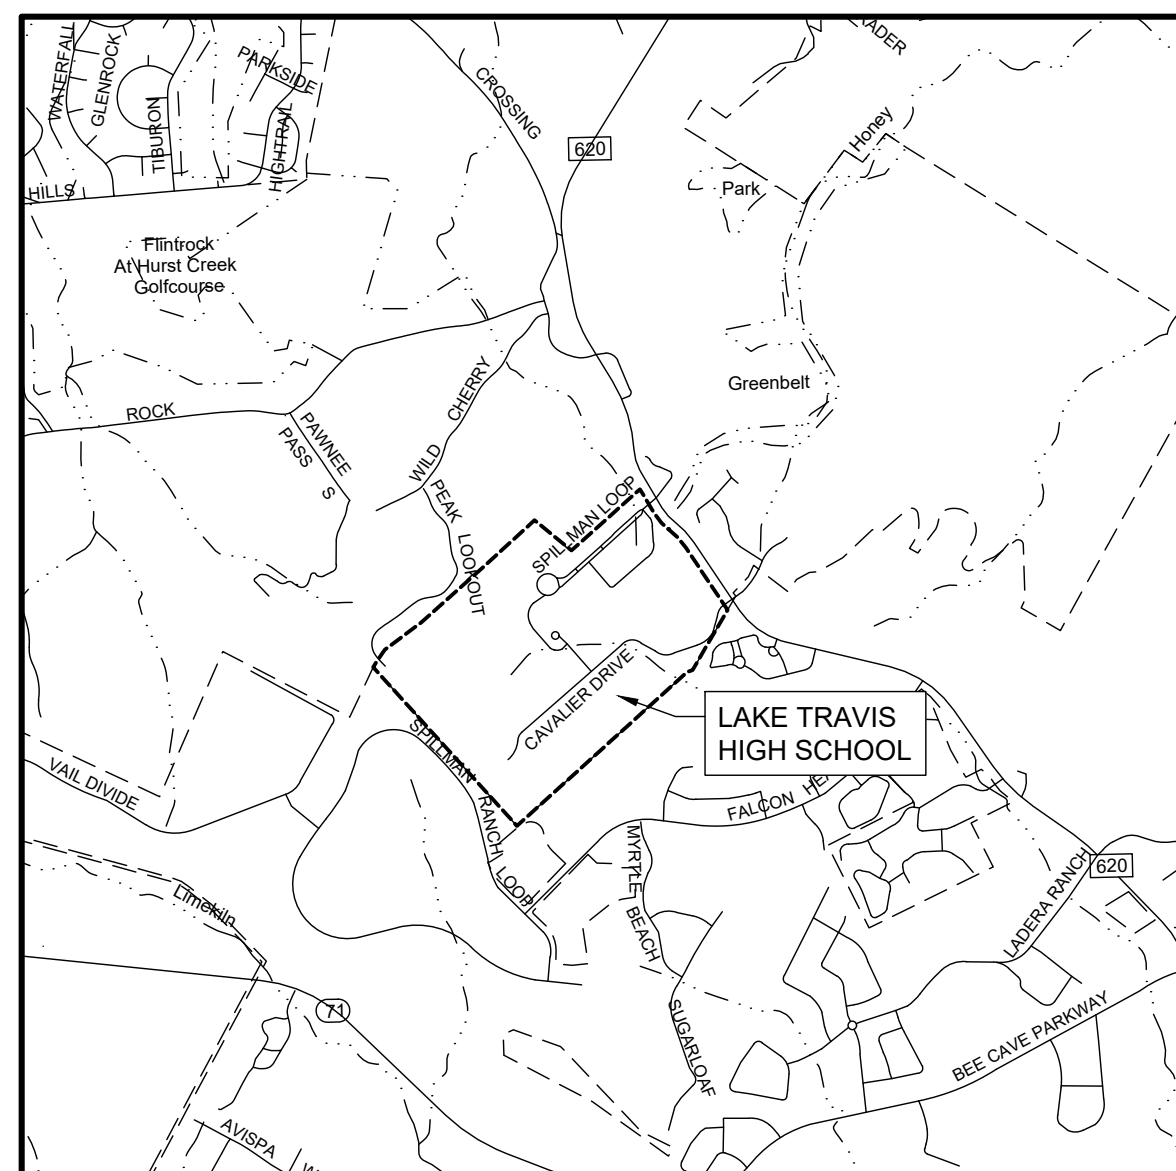 WATERFALL
GLENROCK
PARKSIDE
TIBURON
HIGHTRAIL
HILLS
CROSSING
620
Honey
Park
Flintrock
At Hurst Creek
Golfcourse
Greenbelt
ROCK
PAWNEE
PASS
S
WILD CHERRY
PEAK LOOKOUT
SPILLMAN LOOP
CAVALIER DRIVE
LAKE TRAVIS
HIGH SCHOOL
SPILLMAN RANCH LOOP
VAIL DIVIDE
FALCON
MYRTLE BEACH
620
LADERA RANCH
Limekiln
71
SUGARLOAF
BEE CAVE PARKWAY
AVISPA